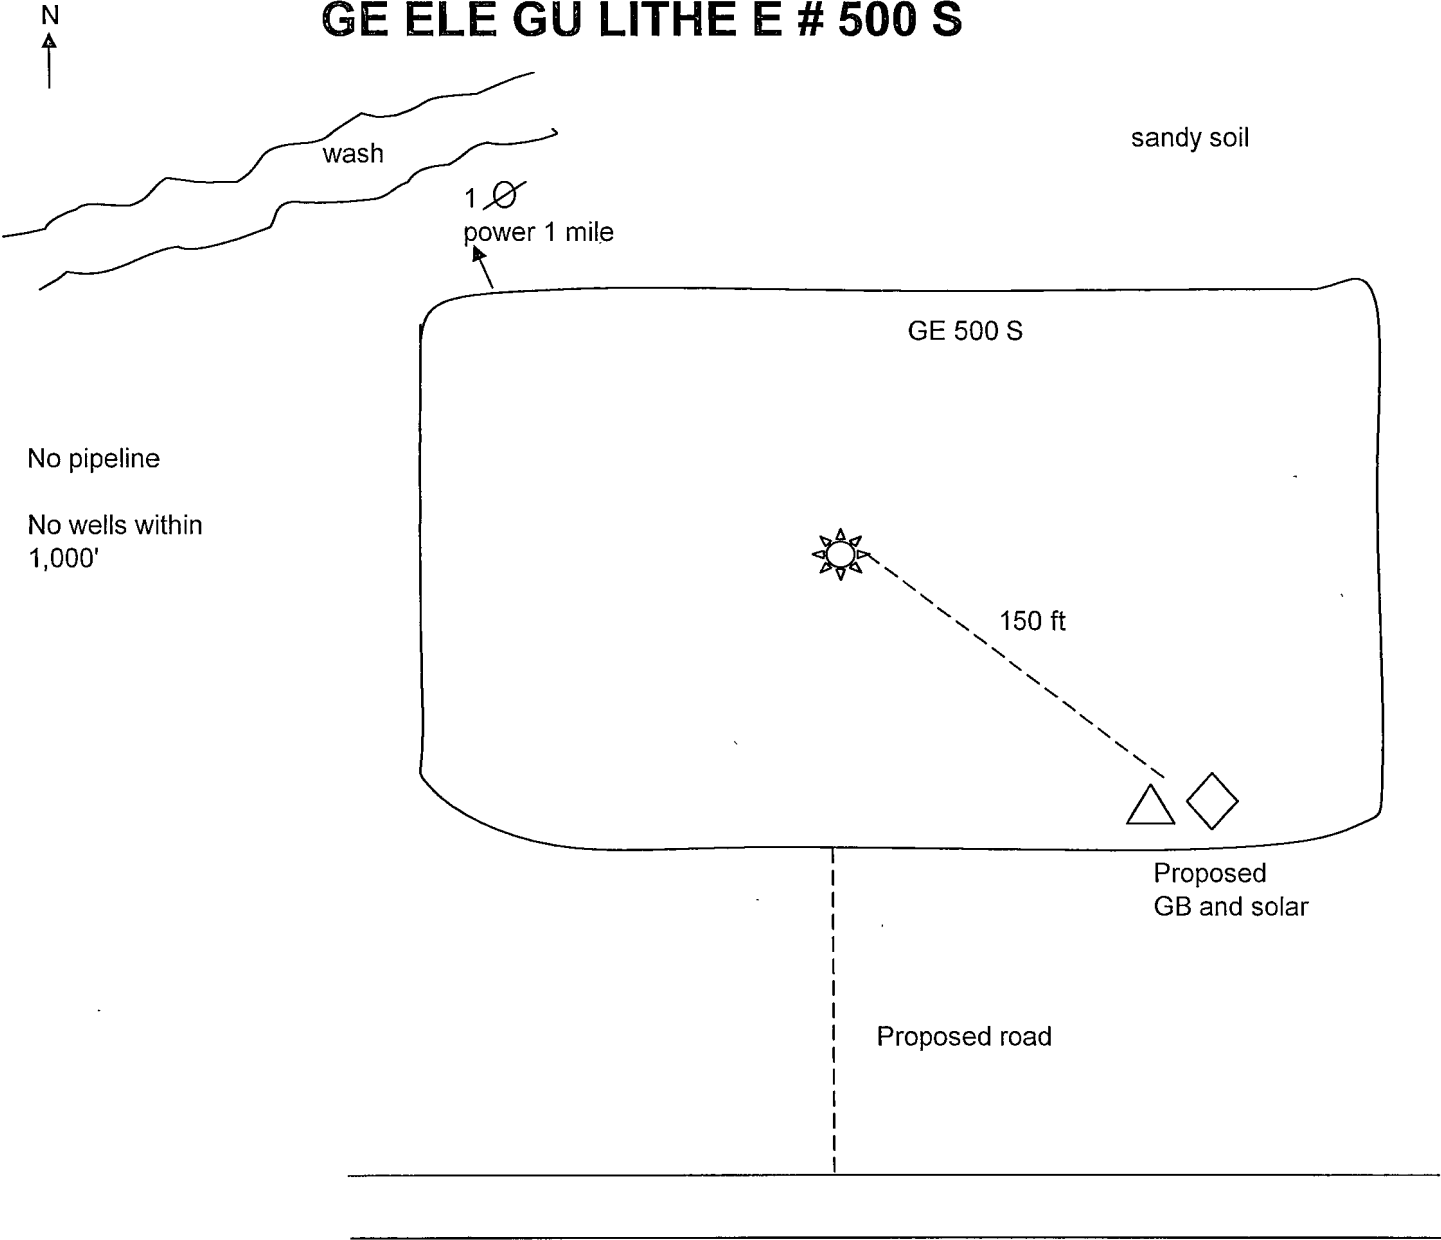 N
GE ELE GU LITHE E # 500 S
wash
sandy soil
1 Ø
power 1 mile
GE 500 S
No pipeline
No wells within
1,000'
150 ft
Proposed
GB and solar
Proposed road